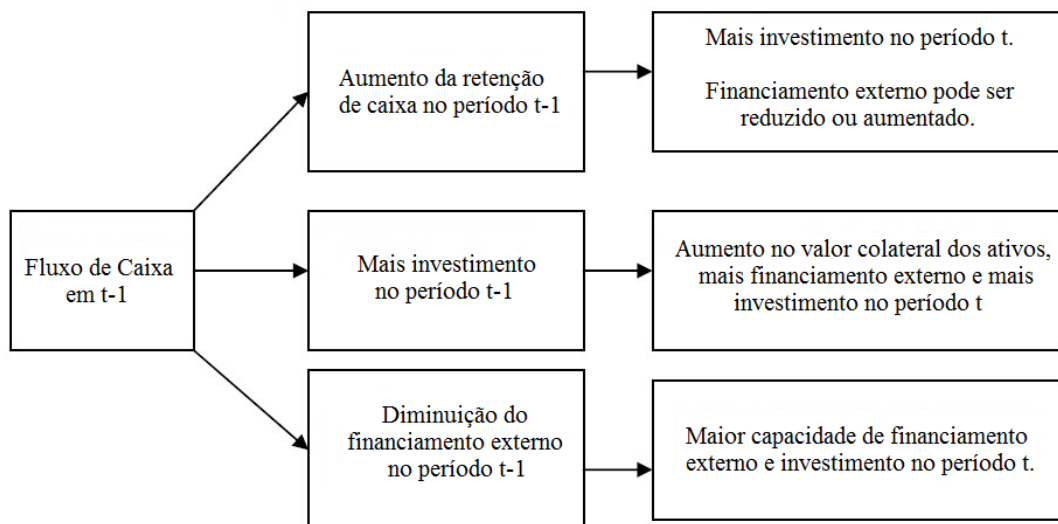 Fluxo de Caixa
em t-1
Aumento da retenção
de caixa no período t-1
Mais investimento no período t.
Financiamento externo pode ser
reduzido ou aumentado.
Mais investimento
no período t-1
Aumento no valor colateral dos ativos,
mais financiamento externo e mais
investimento no período t
Diminuição do
financiamento externo
no período t-1
Maior capacidade de financiamento
externo e investimento no período t.